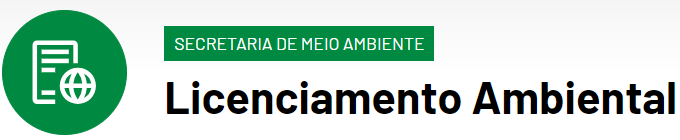 SECRETARIA DE MEIO AMBIENTE
Licenciamento Ambiental